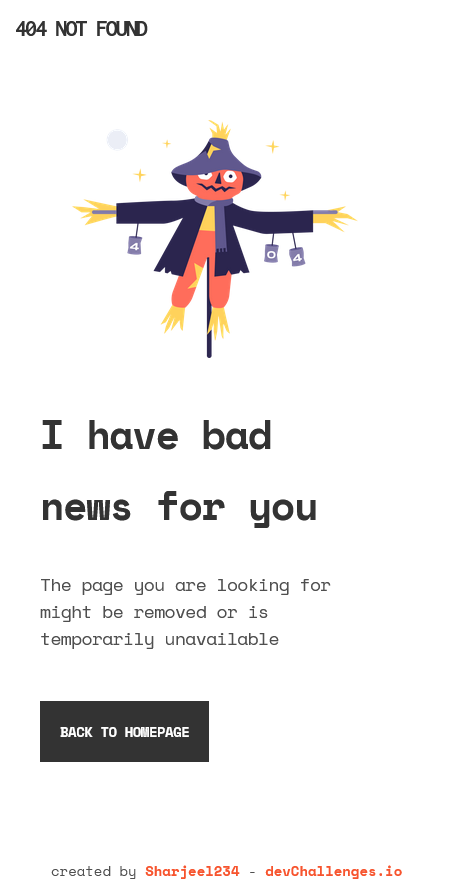 404 NOT FOUND
4
0
4
I have bad
news for you
The page you are looking for
might be removed or is
temporarily unavailable
BACK TO HOMEPAGE
created by Sharjeel234 - devChallenges.io